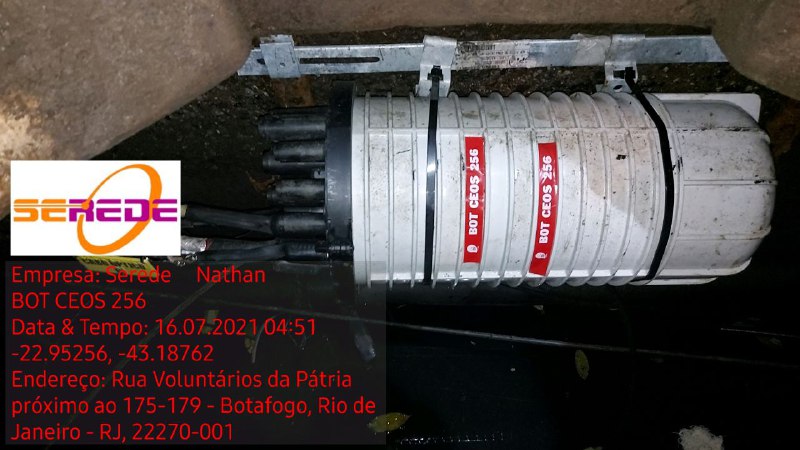 BOT CEOS 256
BOT CEOS 256
SEREDE
Empresa: Serede Nathan
BOT CEOS 256
Data & Tempo: 16.07.2021 04:51
-22.95256, -43.18762
Endereço: Rua Voluntários da Pátria
próximo ao 175-179 - Botafogo, Rio de
Janeiro - RJ, 22270-001